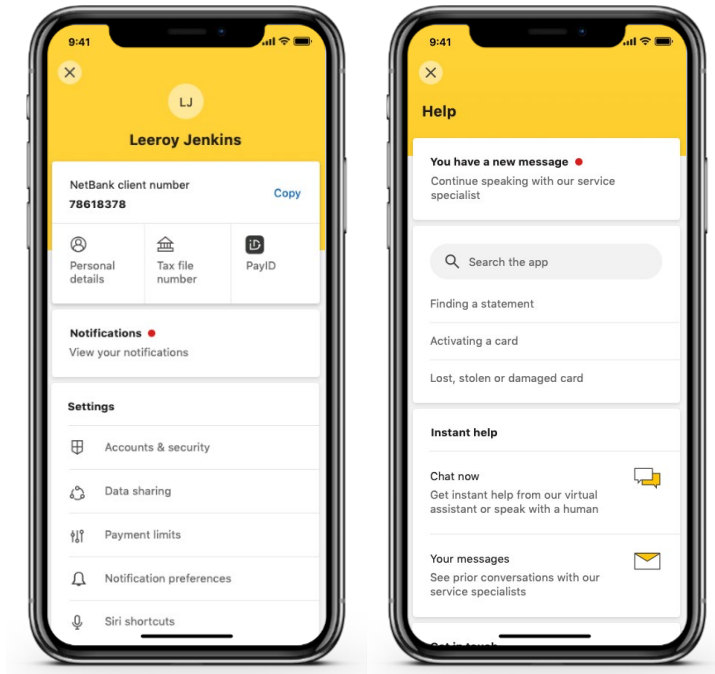 9:41
LJ
Leeroy Jenkins
NetBank client number
78618378
Copy
Personal
details
Tax file
number
iD
PayID
Notifications
View your notifications
Settings
Accounts & security
Data sharing
Payment limits
Notification preferences
Siri shortcuts
9:41
Help
You have a new message
Continue speaking with our service
specialist
Search the app
Finding a statement
Activating a card
Lost, stolen or damaged card
Instant help
Chat now
Get instant help from our virtual
assistant or speak with a human
Your messages
See prior conversations with our
service specialists
Get in touch